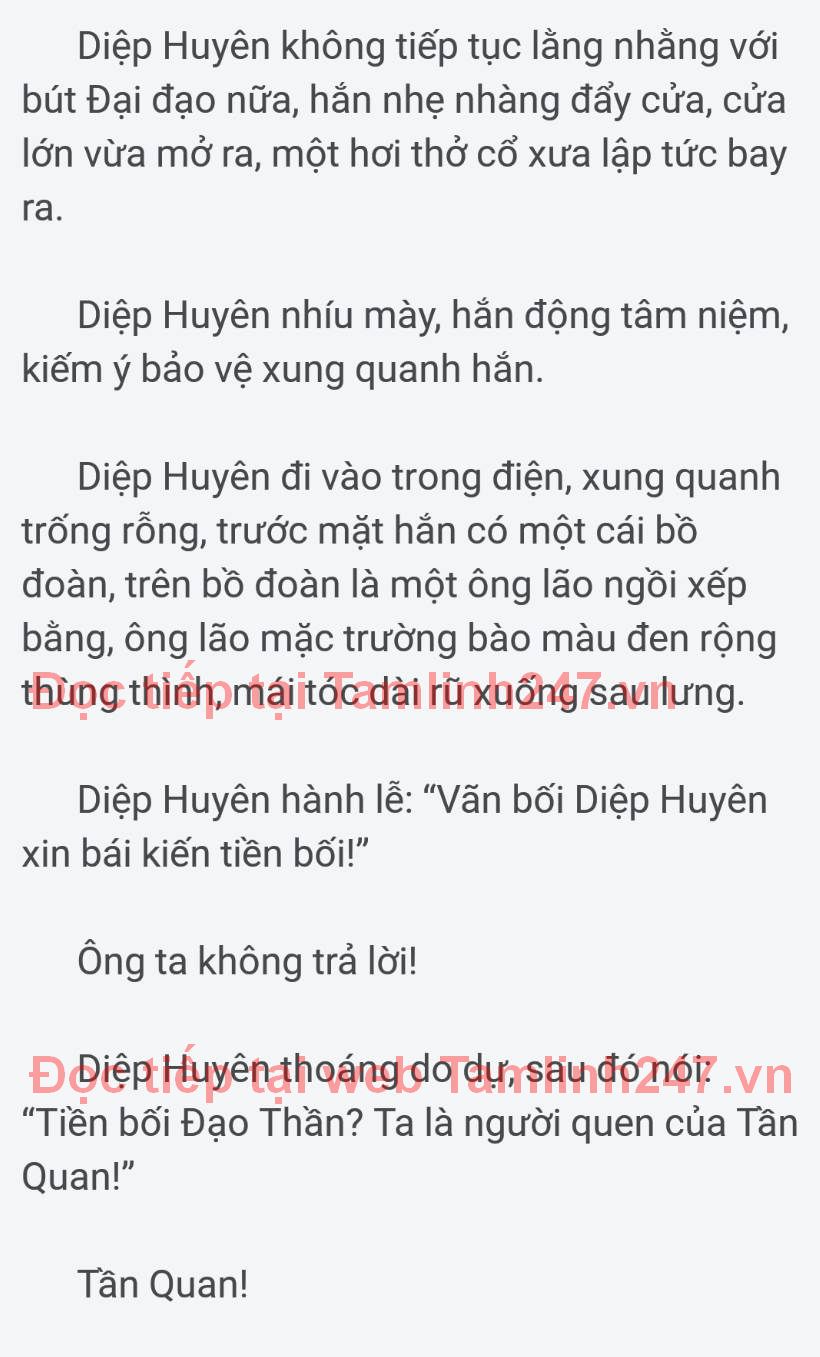 Diệp Huyên không tiếp tục lằng nhằng với
bút Đại đạo nữa, hắn nhẹ nhàng đẩy cửa, cửa
lớn vừa mở ra, một hơi thở cổ xưa lập tức bay
ra.
Diệp Huyên nhíu mày, hắn động tâm niệm,
kiếm ý bảo vệ xung quanh hắn.
Diệp Huyên đi vào trong điện, xung quanh
trống rỗng, trước mặt hắn có một cái bồ
đoàn, trên bồ đoàn là một ông lão ngồi xếp
bằng, ông lão mặc trường bào màu đen rộng
thùng thình, mái tóc dài rũ xuống sau lưng.
Đọc tiếp tại Tamlinh247.vn
Diệp Huyên hành lễ: “Vãn bối Diệp Huyên
xin bái kiến tiền bối!”
Ông ta không trả lời!
Diệp Huyên thoáng do dự, sau đó nói:
Đọc tiếp tại web Tamlinh247.vn
“Tiền bối Đạo Thần? Ta là người quen của Tần
Quan!”
Tần Quan!